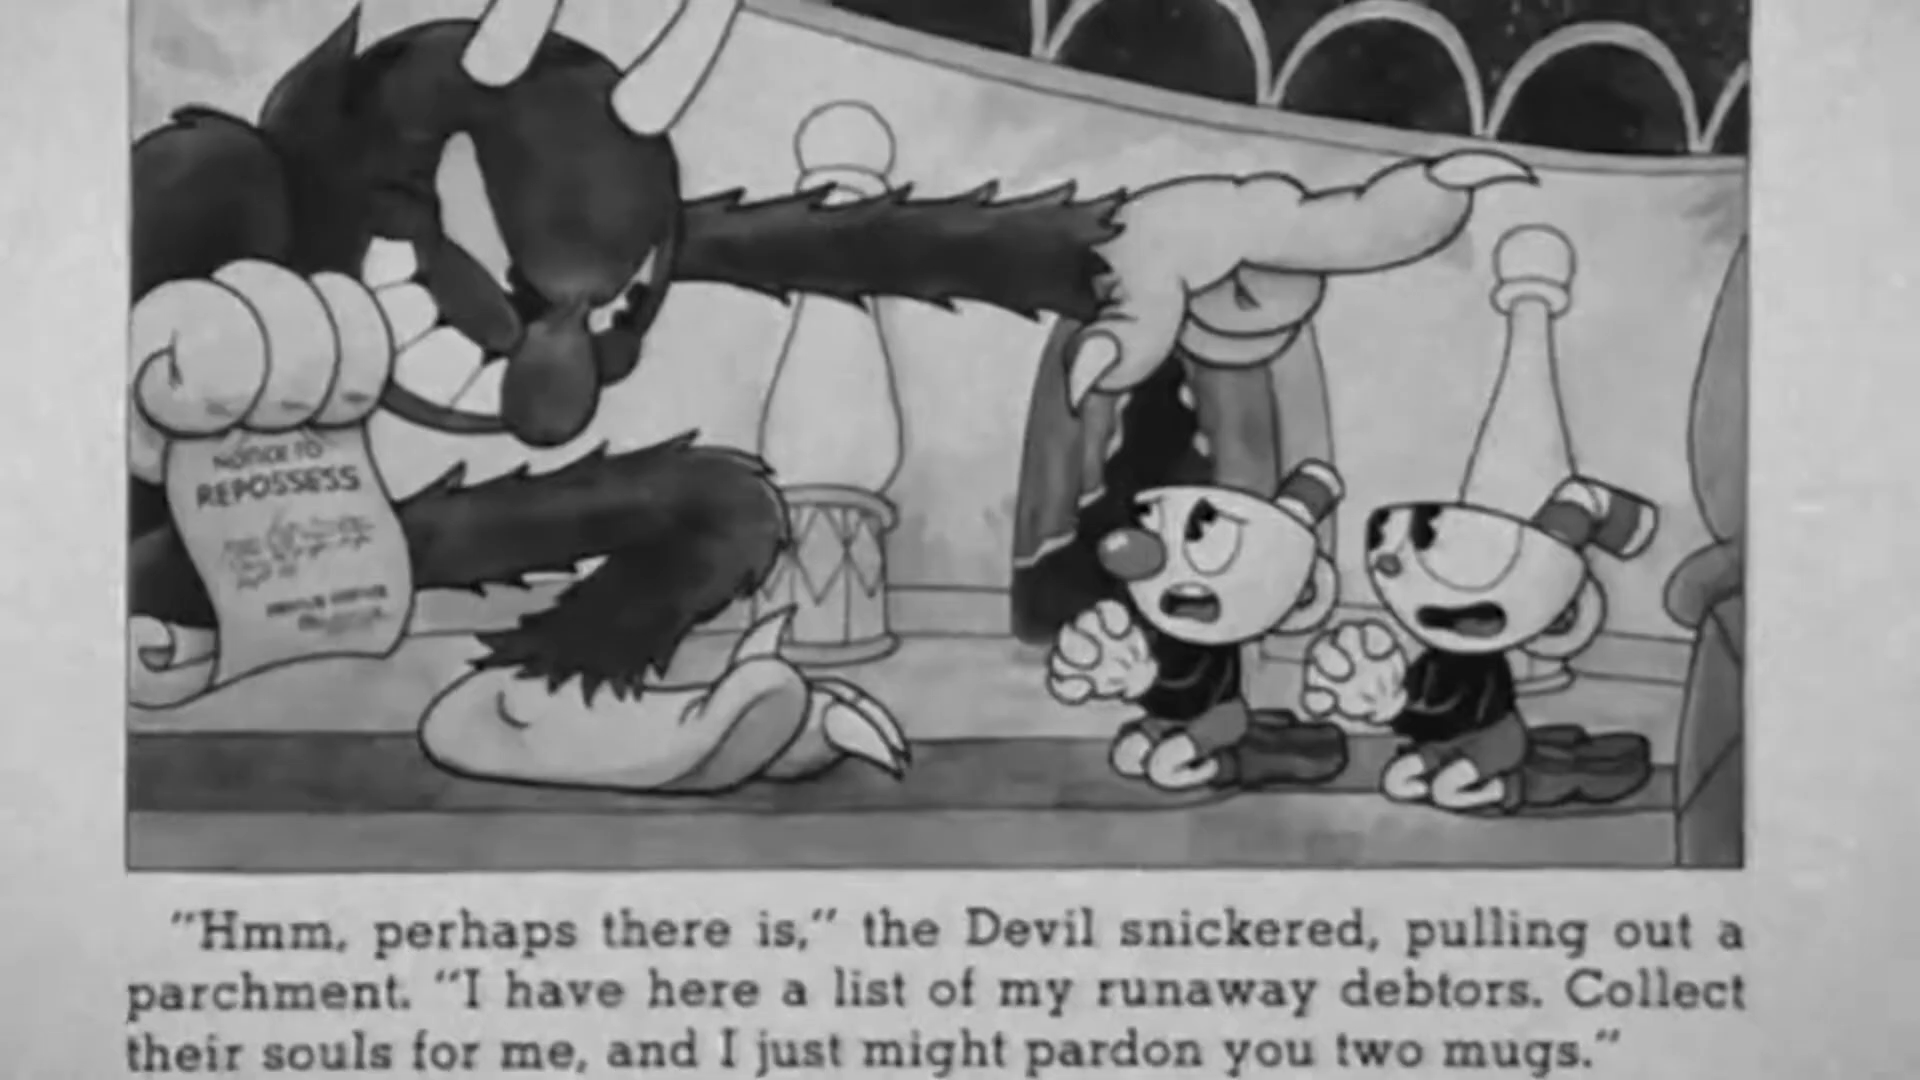 NOTICE TO
REPOSSESS
“Hmm, perhaps there is,” the Devil snickered, pulling out a
parchment. “I have here a list of my runaway debtors. Collect
their souls for me, and I just might pardon you two mugs.”